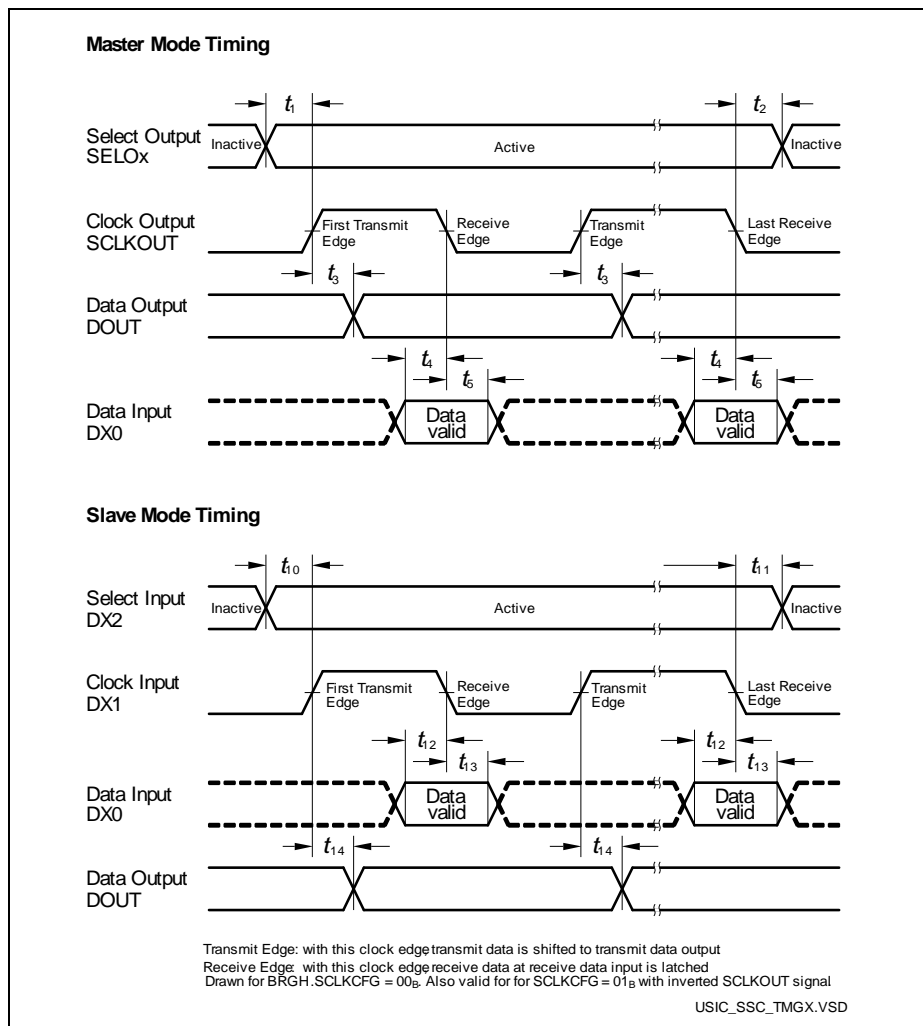 Master Mode Timing
t1
t2
Select Output
SELOx
Inactive
Active
Inactive
Clock Output
SCLKOUT
First Transmit
Edge
Receive
Edge
Transmit
Edge
Last Receive
Edge
t3
t3
Data Output
DOUT
t4
t5
t4
t5
Data Input
DX0
Data
valid
Data
valid
Slave Mode Timing
t10
t11
Select Input
DX2
Inactive
Active
Inactive
Clock Input
DX1
First Transmit
Edge
Receive
Edge
Transmit
Edge
Last Receive
Edge
t12
t13
t12
t13
Data Input
DX0
Data
valid
Data
valid
t14
t14
Data Output
DOUT
Transmit Edge: with this clock edge, transmit data is shifted to transmit data output
Receive Edge: with this clock edge, receive data at receive data input is latched
Drawn for BRGH.SCLKCFG = 00B. Also valid for for SCLKCFG = 01B with inverted SCLKOUT signal.
USIC_SSC_TMGX.VSD